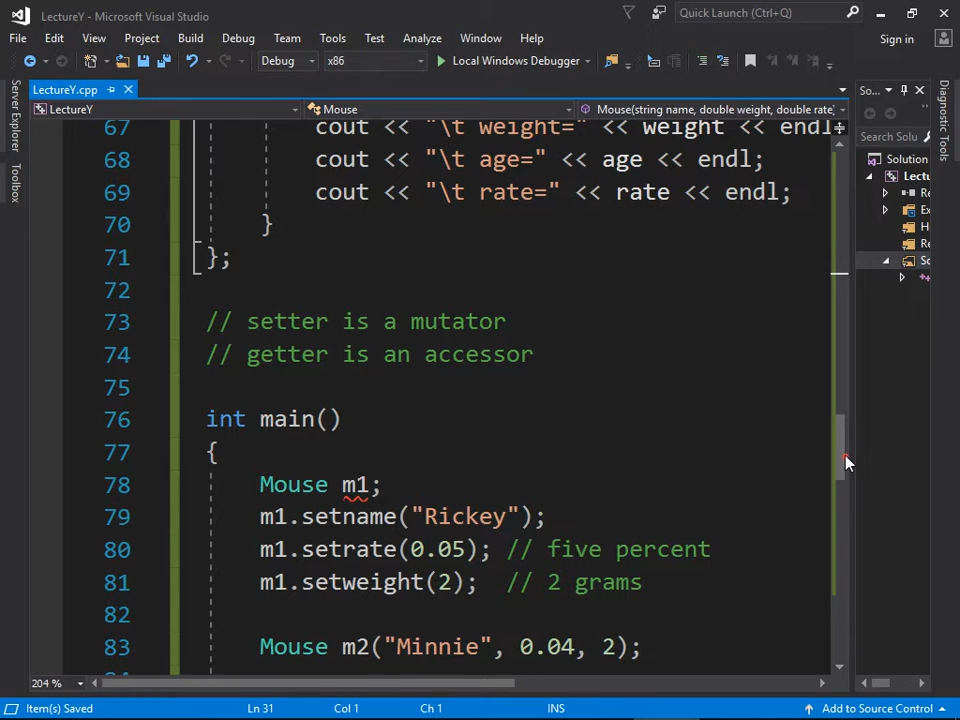 LectureY - Microsoft Visual Studio
Quick Launch (Ctrl+Q)
File Edit View Project Build Debug Team Tools Test Analyze Window Help
Sign in
Debug x86 Local Windows Debugger
LectureY.cpp
LectureY Mouse Mouse(string name, double weight, double rate)
Server Explorer
Toolbox
67 cout << "\t weight=" << weight << endl
68 cout << "\t age=" << age << endl;
69 cout << "\t rate=" << rate << endl;
70 }
71 };
72
73 // setter is a mutator
74 // getter is an accessor
75
76 int main()
77 {
78 Mouse m1;
79 m1.setname("Rickey");
80 m1.setrate(0.05); // five percent
81 m1.setweight(2); // 2 grams
82
83 Mouse m2("Minnie", 0.04, 2);
204 %
So...
Search Solu
Solution
Lectu
Re
Ex
H
Re
So
Diagnostic Tools
Item(s) Saved Ln 31 Col 1 Ch 1 INS Add to Source Control